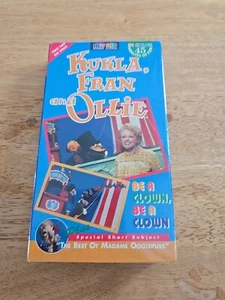 KUKLA,
FRAN
and
OLLIE
BE A
CLOWN,
BE A
CLOWN
Special Short Subject
"THE BEST OF MADAME OOGLEPUSS"